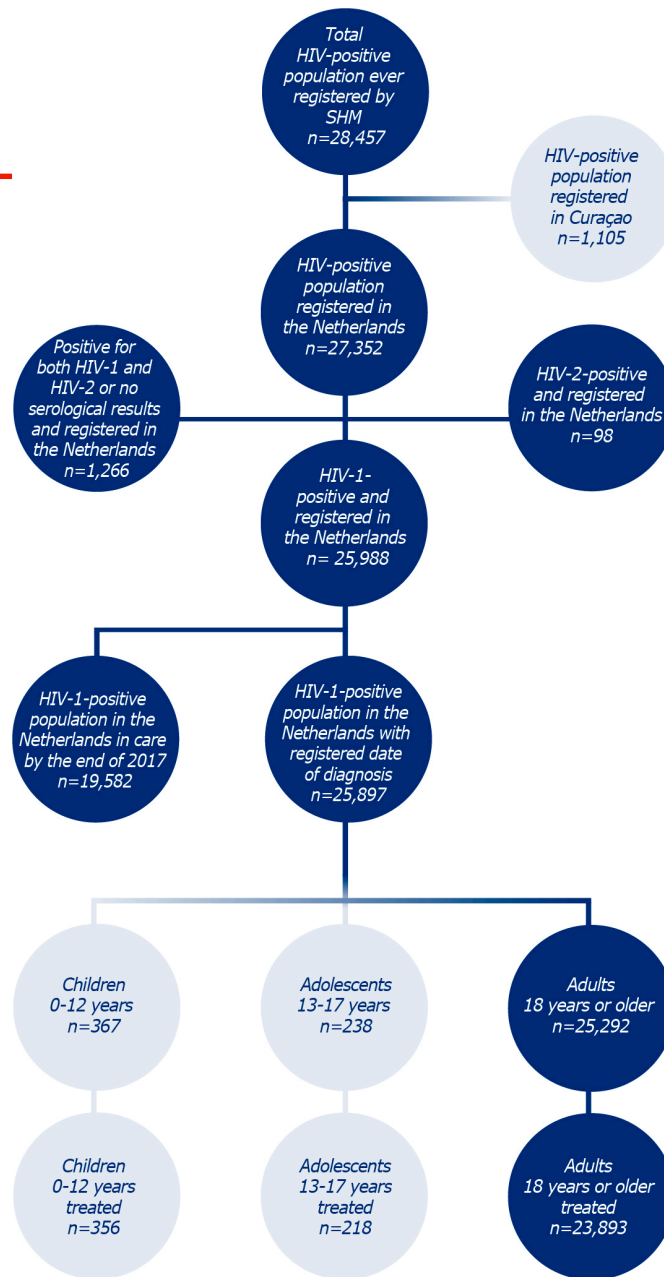 Total
HIV-positive
population ever
registered by
SHM
n=28,457
HIV-positive
population
registered
in Curaçao
n=1,105
HIV-positive
population
registered in
the Netherlands
n=27,352
Positive for
both HIV-1 and
HIV-2 or no
serological results
and registered in
the Netherlands
n=1,266
HIV-2-positive
and registered
in the Netherlands
n=98
HIV-1-
positive and
registered in
the Netherlands
n= 25,988
HIV-1-positive
population in the
Netherlands in care
by the end of 2017
n=19,582
HIV-1-positive
population in the
Netherlands with
registered date
of diagnosis
n=25,897
Children
0-12 years
n=367
Adolescents
13-17 years
n=238
Adults
18 years or older
n=25,292
Children
0-12 years
treated
n=356
Adolescents
13-17 years
treated
n=218
Adults
18 years or older
treated
n=23,893